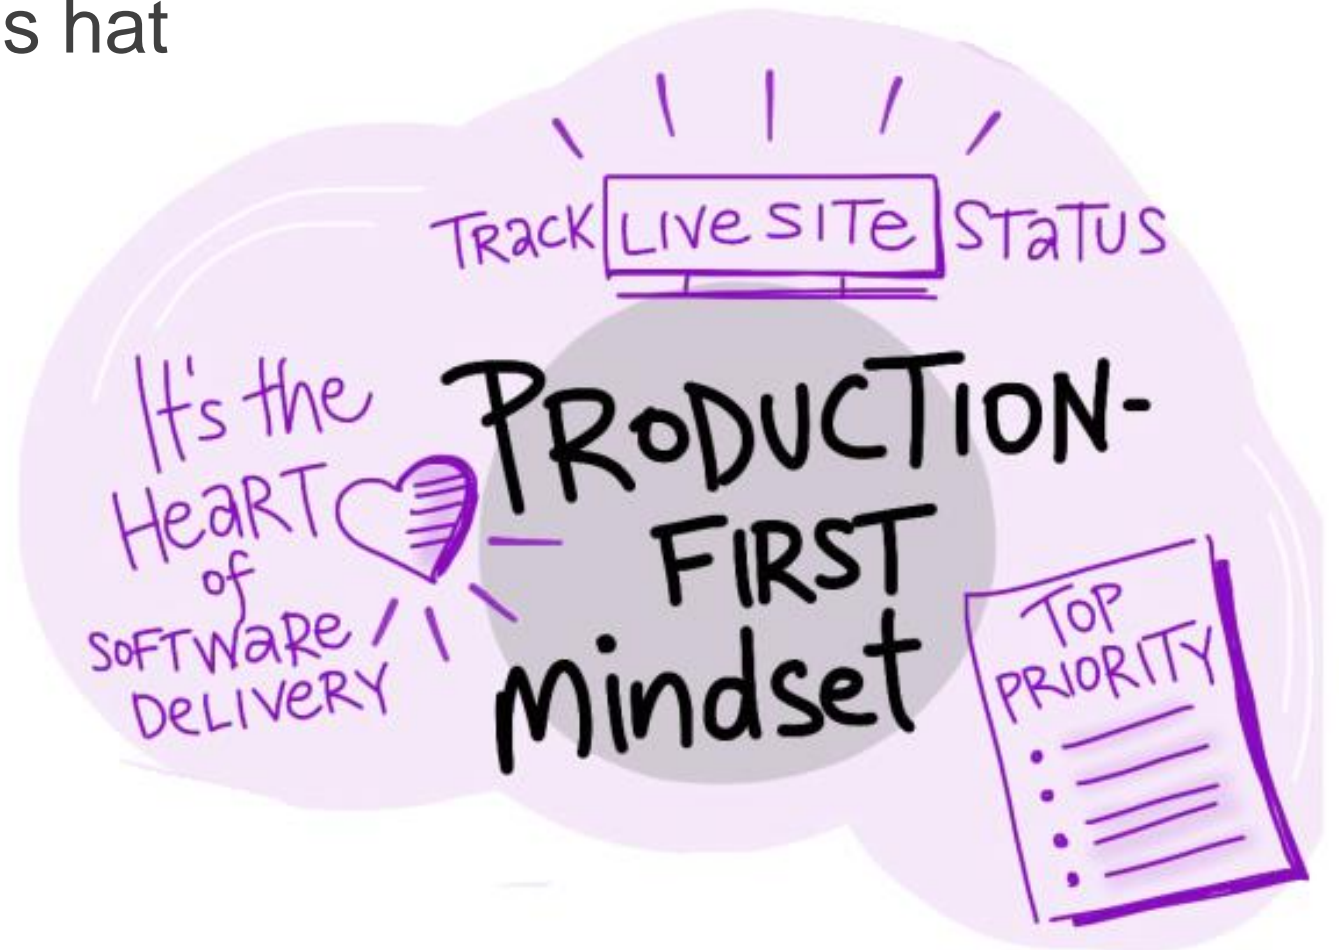 s hat
TRacK LIVe SITe STaTUS
It's the
HeaRT
of
SOFTWaRe
DeLIVeRY
PRODUCTION-
FIRST
mindset
TOP
PRIORITY